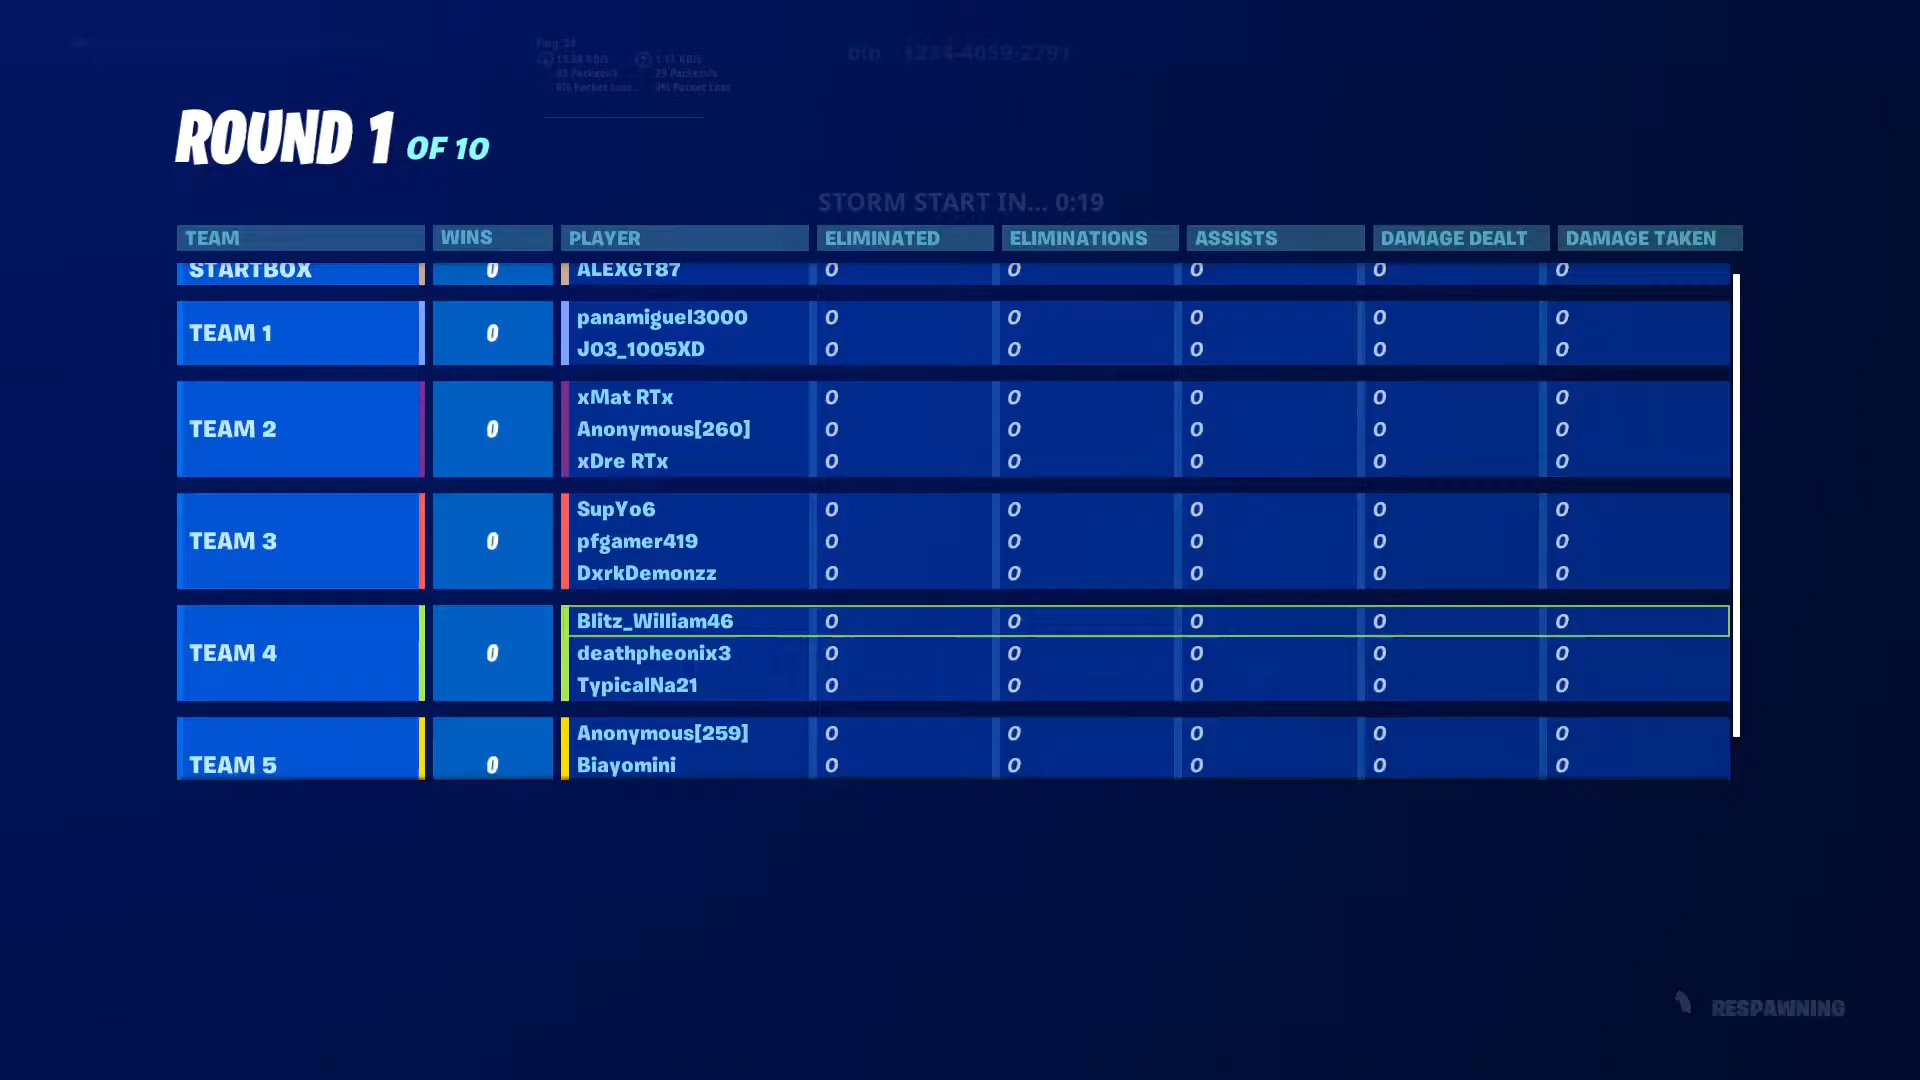 1234-4059-2791
ROUND 1 OF 10
STORM START IN... 0:19
TEAM WINS PLAYER ELIMINATED ELIMINATIONS ASSISTS DAMAGE DEALT DAMAGE TAKEN
STARTBOX 0 ALEXGT87 0 0 0 0 0
panamiguel3000 0 0 0 0 0
TEAM 1 0
J03_1005XD 0 0 0 0 0
xMat RTx 0 0 0 0 0
TEAM 2 0 Anonymous[260] 0 0 0 0 0
xDre RTx 0 0 0 0 0
SupYo6 0 0 0 0 0
TEAM 3 0 pfgamer419 0 0 0 0 0
DxrkDemonzz 0 0 0 0 0
Blitz_William46 0 0 0 0 0
TEAM 4 0 deathpheonix3 0 0 0 0 0
TypicalNa21 0 0 0 0 0
Anonymous[259] 0 0 0 0 0
TEAM 5 0 Biayomini 0 0 0 0 0
RESPAWNING